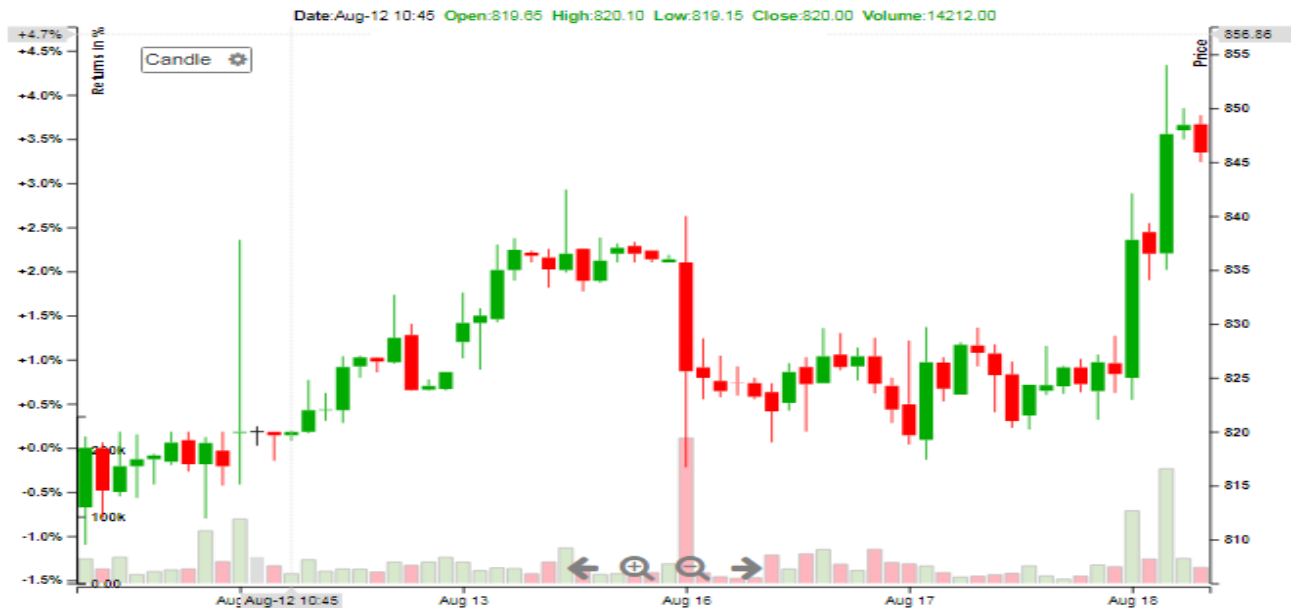 Date:Aug-12 10:45 Open:819.65 High:820.10 Low:819.15 Close:820.00 Volume:14212.00
+4.7%
856.86
Returns in %
Price
Candle
+4.5%
855
+4.0%
850
+3.5%
845
+3.0%
840
+2.5%
835
+2.0%
830
+1.5%
825
+1.0%
820
+0.5%
815
+0.0%
810
-0.5%
-1.0%
-1.5%
200k
100k
0.00
Aug
Aug-12 10:45
Aug 13
Aug 16
Aug 17
Aug 18